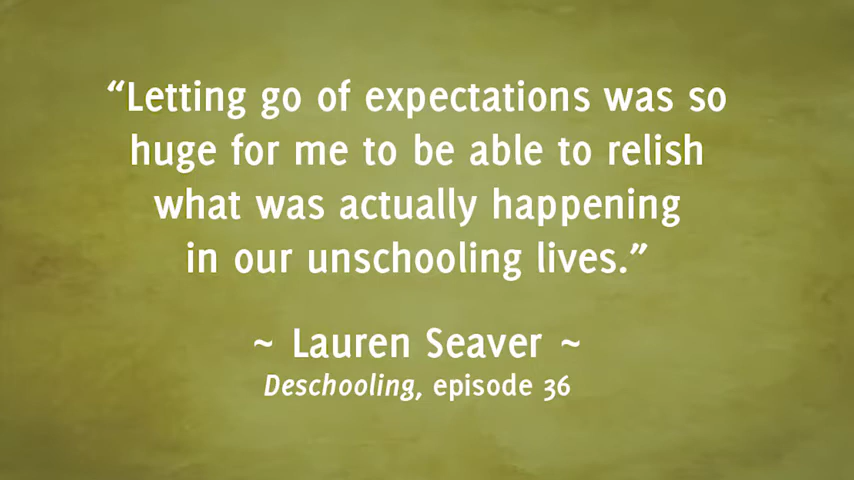 “Letting go of expectations was so
huge for me to be able to relish
what was actually happening
in our unschooling lives.”
~ Lauren Seaver ~
Deschooling, episode 36